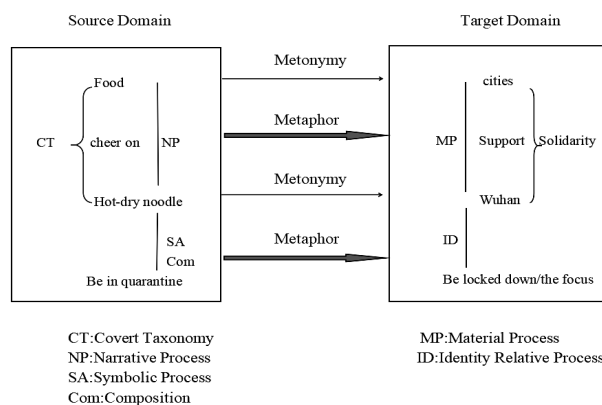 Source Domain
Target Domain
Metonymy
Food
cities
Metaphor
CT
cheer on
NP
MP
Support
Solidarity
Metonymy
Hot-dry noodle
Wuhan
Metaphor
SA
ID
Com
Be in quarantine
Be locked down/the focus
CT:Covert Taxonomy
MP:Material Process
NP:Narrative Process
ID:Identity Relative Process
SA:Symbolic Process
Com:Composition